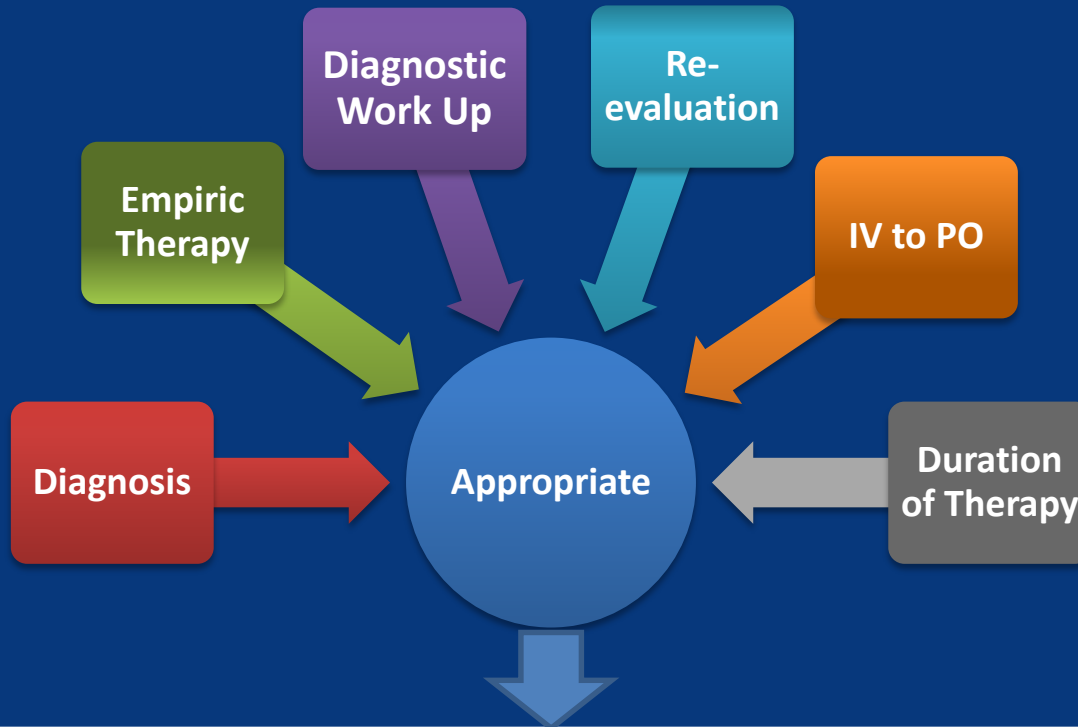 Diagnostic
Work Up
Re-
evaluation
Empiric
Therapy
IV to PO
Diagnosis
Appropriate
Duration
of Therapy